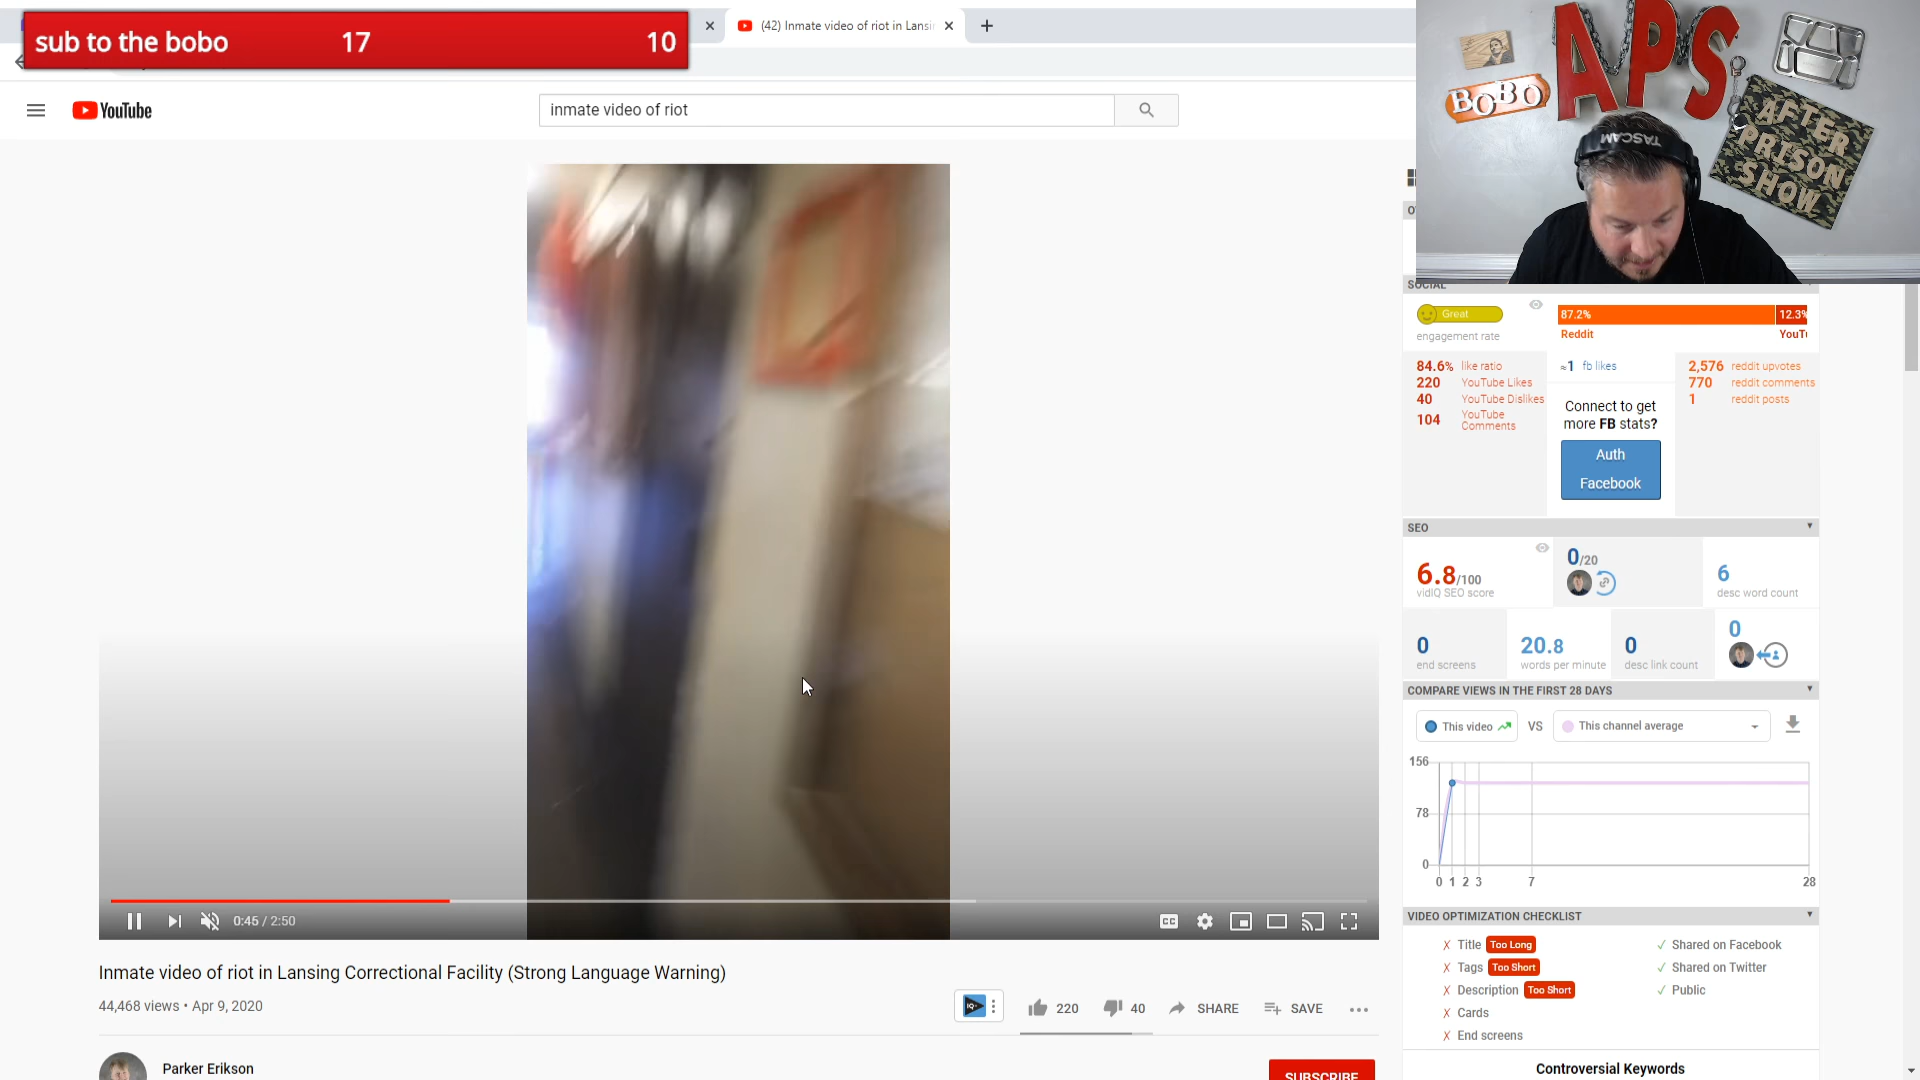 sub to the bobo 17 10
(42) Inmate video of riot in Lansi
YouTube
inmate video of riot
TASCAM
BOBO
APS
AFTER
PRISON
SHOW
SOCIAL
Great
engagement rate
87.2%
12.3%
Reddit
YouT
84.6% like ratio
220 YouTube Likes
40 YouTube Dislikes
104 YouTube Comments
≈1 fb likes
Connect to get
more FB stats?
Auth
Facebook
2,576 reddit upvotes
770 reddit comments
1 reddit posts
SEO
6.8/100
vidIQ SEO score
0/20
6
desc word count
0
end screens
20.8
words per minute
0
desc link count
0
COMPARE VIEWS IN THE FIRST 28 DAYS
This video VS This channel average
156
78
0
0 1 2 3 7 28
VIDEO OPTIMIZATION CHECKLIST
✗ Title Too Long
✗ Tags Too Short
✗ Description Too Short
✗ Cards
✗ End screens
✓ Shared on Facebook
✓ Shared on Twitter
✓ Public
Controversial Keywords
0:45 / 2:50
CC
Inmate video of riot in Lansing Correctional Facility (Strong Language Warning)
44,468 views • Apr 9, 2020
IQ
220
40
SHARE
SAVE
Parker Erikson
SUBSCRIBE